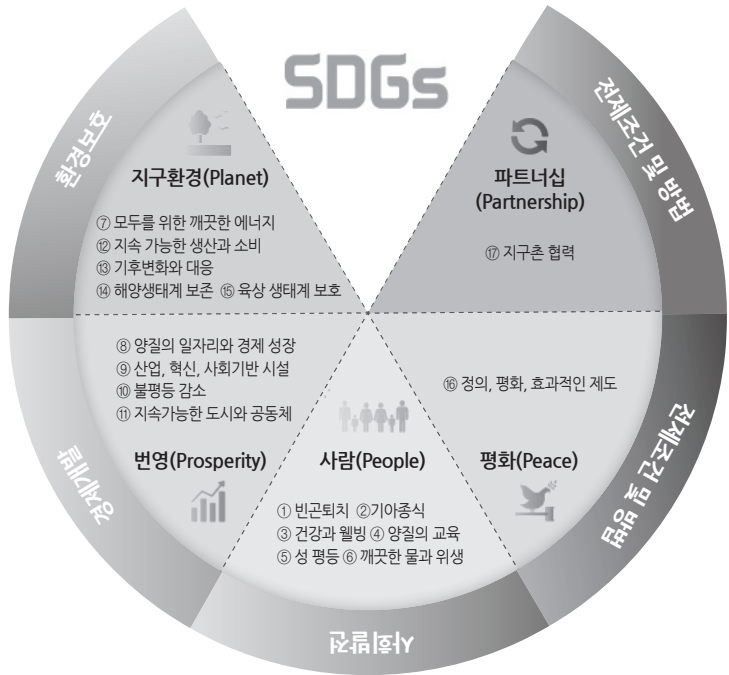 SDGs
환경보호
지구환경(Planet)
⑦ 모두를 위한 깨끗한 에너지
⑫ 지속 가능한 생산과 소비
⑬ 기후변화와 대응
⑭ 해양생태계 보존 ⑮ 육상 생태계 보호
전제조건 및 방법
파트너십
(Partnership)
⑰ 지구촌 협력
⑧ 양질의 일자리와 경제 성장
⑨ 산업, 혁신, 사회기반 시설
⑩ 불평등 감소
⑪ 지속가능한 도시와 공동체
번영(Prosperity)
경제개발
사람(People)
① 빈곤퇴치 ②기아종식
③ 건강과 웰빙 ④ 양질의 교육
⑤ 성 평등 ⑥ 깨끗한 물과 위생
사회발전
⑯ 정의, 평화, 효과적인 제도
평화(Peace)
전제조건 및 방법